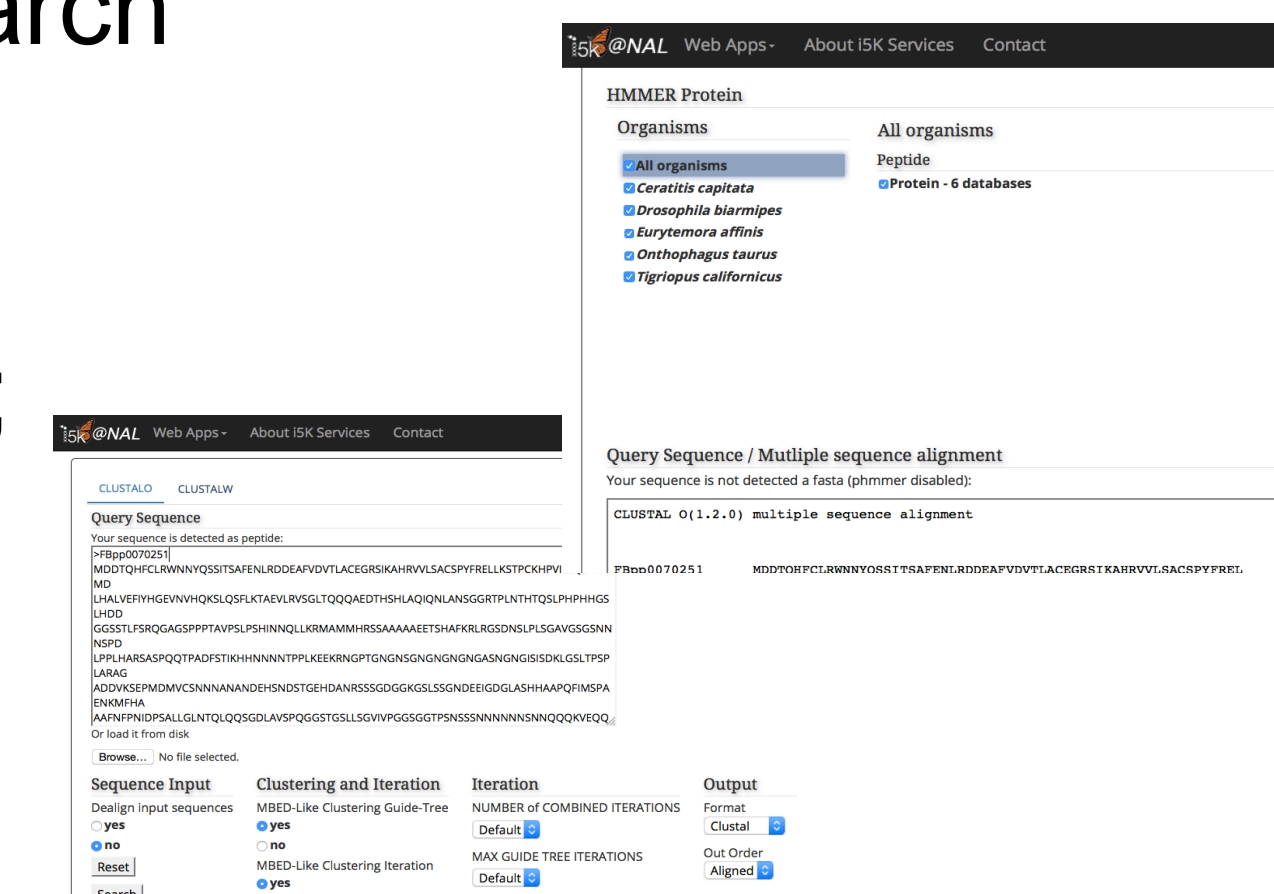 arch
i5k@NAL Web Apps About i5K Services Contact
HMMER Protein
Organisms
All organisms
Ceratitis capitata
Drosophila biarmipes
Eurytemora affinis
Onthophagus taurus
Tigriopus californicus
All organisms
Peptide
Protein - 6 databases
Query Sequence / Mutliple sequence alignment
Your sequence is not detected a fasta (phmmer disabled):
CLUSTAL O(1.2.0) multiple sequence alignment
FBpp0070251 MDDTQHFCLRWNNYQSSITSAFENLRDDEAFVDVTLACEGRSIKAHRVVLSACSPYFREL
i5k@NAL Web Apps About i5K Services Contact
CLUSTALO CLUSTALW
Query Sequence
Your sequence is detected as peptide:
>FBpp0070251
MDDTQHFCLRWNNYQSSITSAFENLRDDEAFVDVTLACEGRSIKAHRVVLSACSPYFRELLKSTPCKHPVI
MD
LHALVEFIYHGEVNVHQKSLQSFLKTAEVLRVSGLTQQQAEDTHSHLAQIQNLANSGGRTPLNTHTQSLPHPHHGS
LHDD
GGSSTLFSRQGAGSPPPTAVPSLPSHINNQLLKRMAMMHRSSAAAAAEETSHAFKRLRGSDNSLPLSGAVGSGSNN
NSPD
LPPLHARSASPQQTPADFSTIKHHNNNNTPPLKEEKRNGPTGNGNSGNGNGNGNGASNGNGISISDKLGSLTPSP
LARAG
ADDVKSEPMDMVCSNNNANANDEHSNDSTGEHDANRSSSGDGGKGSLSSGNDEEIGDGLASHHAAPQFIMSPA
ENKMFHA
AAFNFPNIDPSALLGLNTQLQQSGDLAVSPQGGSTGSLLSGVIVPGGSGGTPSNSSSNNNNNNSNNQQQKVEQQ
Or load it from disk
Browse... No file selected.
Sequence Input
Dealign input sequences
yes
no
Reset
Search
Clustering and Iteration
MBED-Like Clustering Guide-Tree
yes
no
MBED-Like Clustering Iteration
yes
Iteration
NUMBER of COMBINED ITERATIONS
Default
MAX GUIDE TREE ITERATIONS
Default
Output
Format
Clustal
Out Order
Aligned